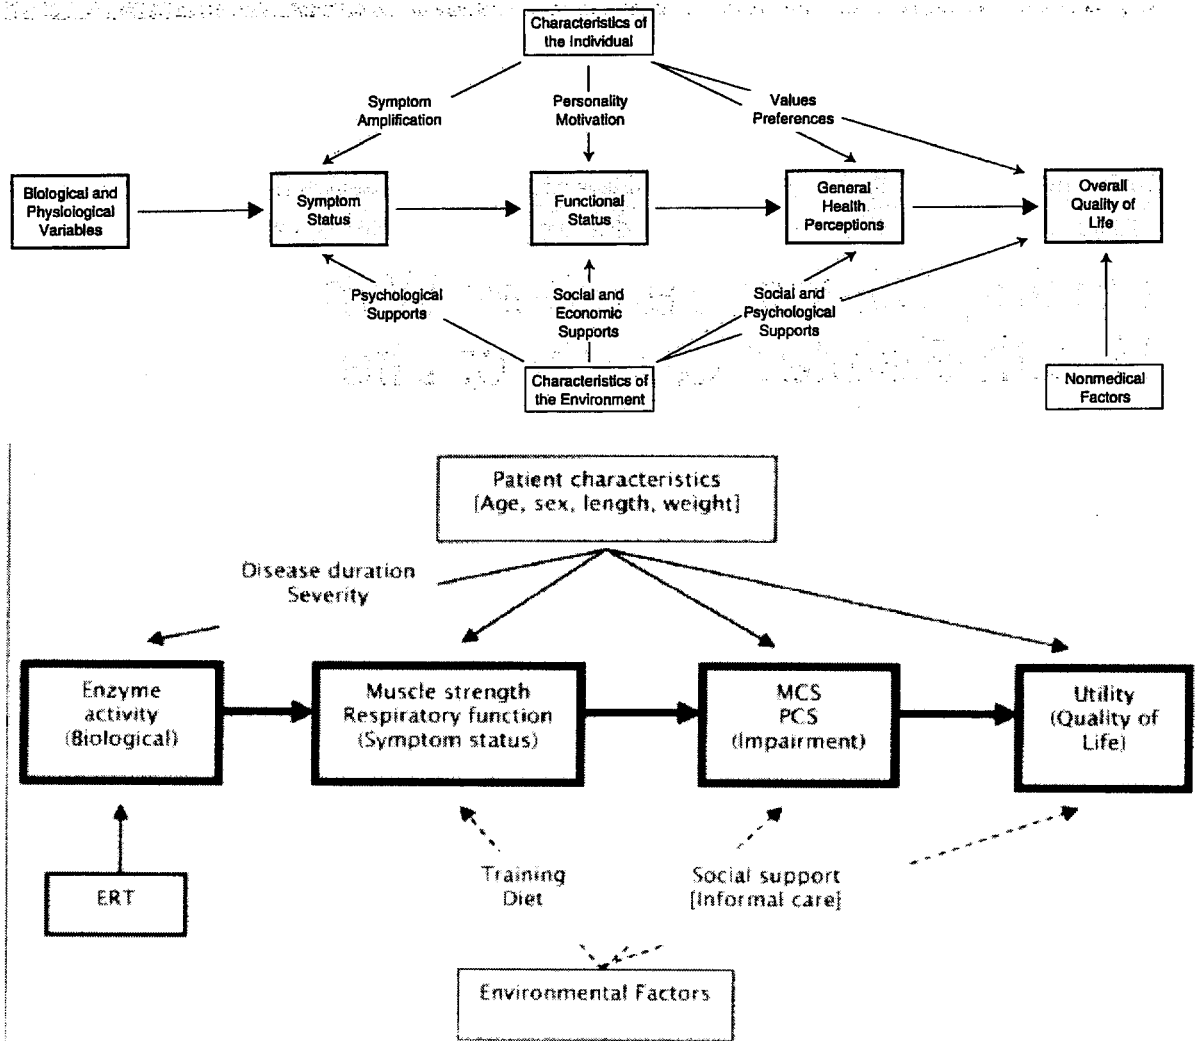 Characteristics of
the Individual
Symptom
Amplification
Personality
Motivation
Values
Preferences
Biological and
Physiological
Variables
Symptom
Status
Functional
Status
General
Health
Perceptions
Overall
Quality of
Life
Psychological
Supports
Social and
Economic
Supports
Social and
Psychological
Supports
Characteristics of
the Environment
Nonmedical
Factors
Patient characteristics
[Age, sex, length, weight]
Disease duration
Severity
Enzyme
activity
(Biological)
Muscle strength
Respiratory function
(Symptom status)
MCS
PCS
(Impairment)
Utility
(Quality of
Life)
ERT
Training
Diet
Social support
[Informal care]
Environmental Factors